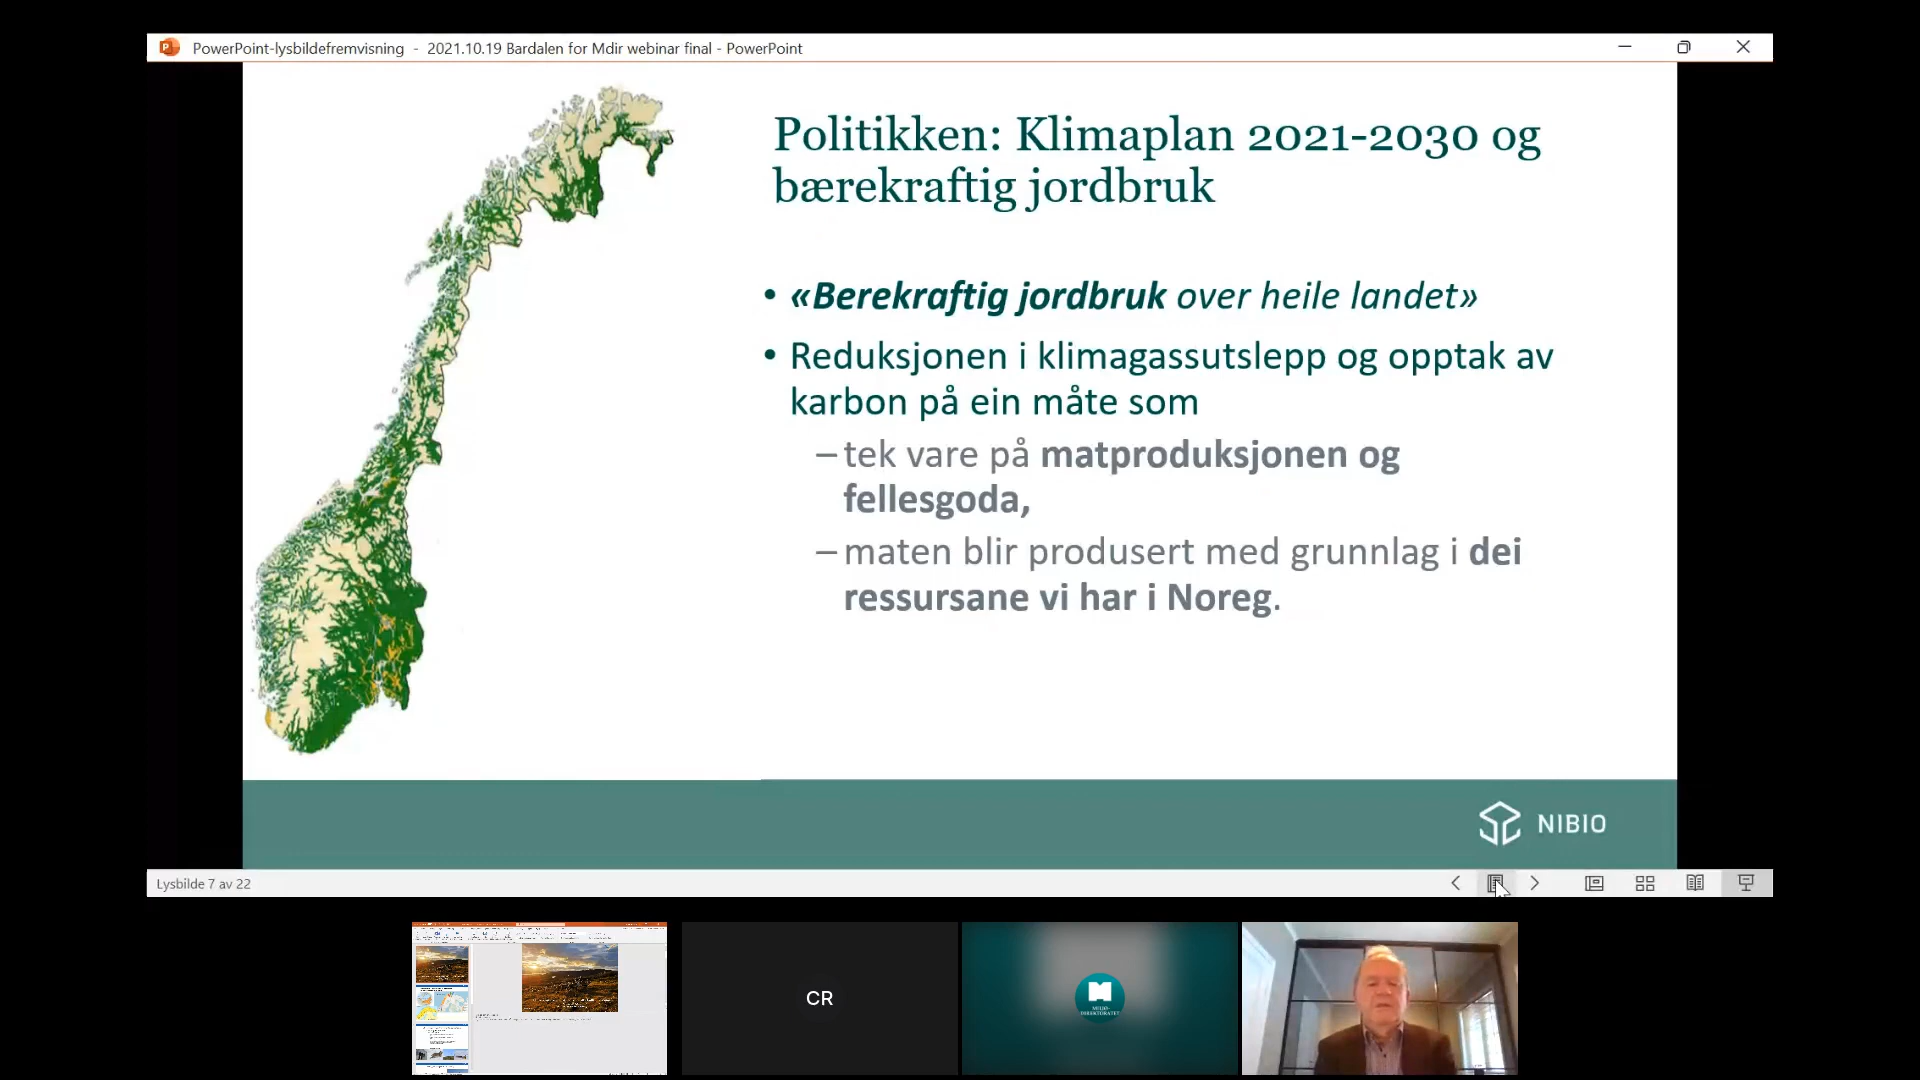 PowerPoint-lysbildefremvisning - 2021.10.19 Bardalen for Mdir webinar final - PowerPoint
Politikken: Klimaplan 2021-2030 og
bærekraftig jordbruk
• «Berekraftig jordbruk over heile landet»
• Reduksjonen i klimagassutslepp og opptak av
karbon på ein måte som
– tek vare på matproduksjonen og
fellesgoda,
– maten blir produsert med grunnlag i dei
ressursane vi har i Noreg.
NIBIO
Lysbilde 7 av 22
CR
MILJØ-
DIREKTORATET